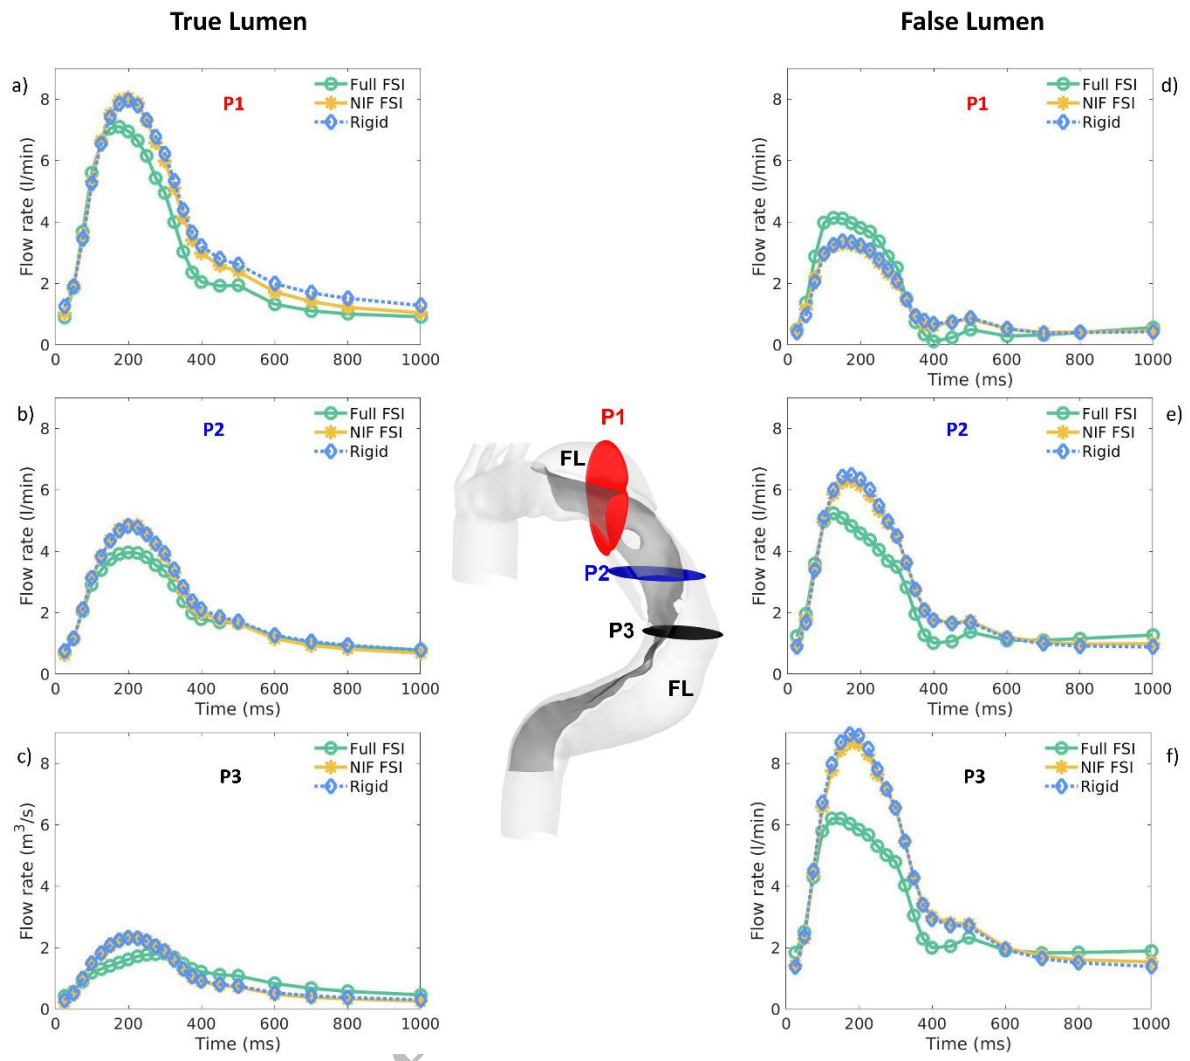 True Lumen
False Lumen
a)
P1
Full FSI
NIF FSI
Rigid
8
6
4
2
0
Flow rate (l/min)
0 200 400 600 800 1000
d)
P1
Full FSI
NIF FSI
Rigid
8
6
4
2
0
Flow rate (l/min)
0 200 400 600 800 1000
Time (ms)
b)
P2
Full FSI
NIF FSI
Rigid
8
6
4
2
0
Flow rate (l/min)
0 200 400 600 800 1000
Time (ms)
P1
FL
P2
P3
FL
e)
P2
Full FSI
NIF FSI
Rigid
8
6
4
2
0
Flow rate (l/min)
0 200 400 600 800 1000
Time (ms)
c)
P3
Full FSI
NIF FSI
Rigid
8
6
4
2
0
Flow rate (m³/s)
0 200 400 600 800 1000
Time (ms)
f)
P3
Full FSI
NIF FSI
Rigid
8
6
4
2
0
Flow rate (l/min)
0 200 400 600 800 1000
Time (ms)